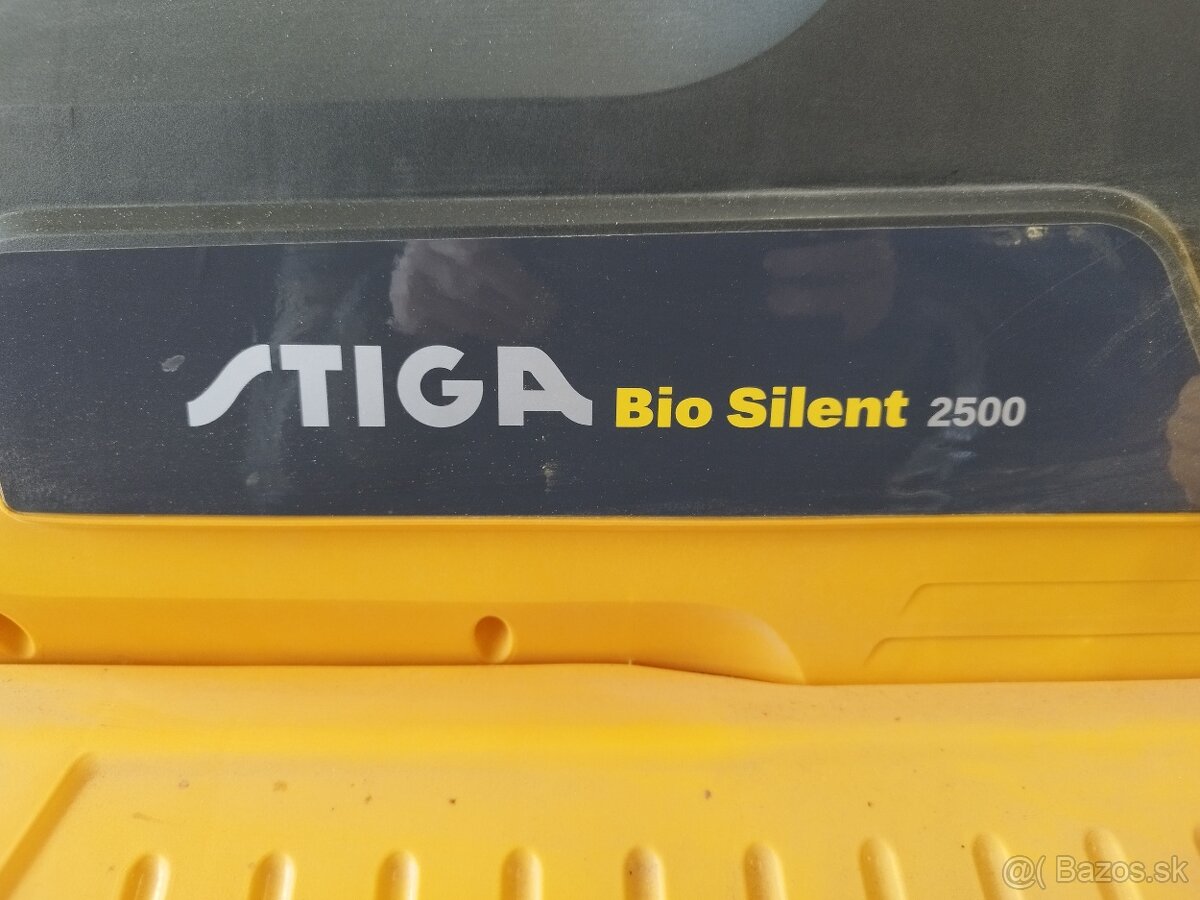 STIGA Bio Silent 2500
@( Bazos.sk